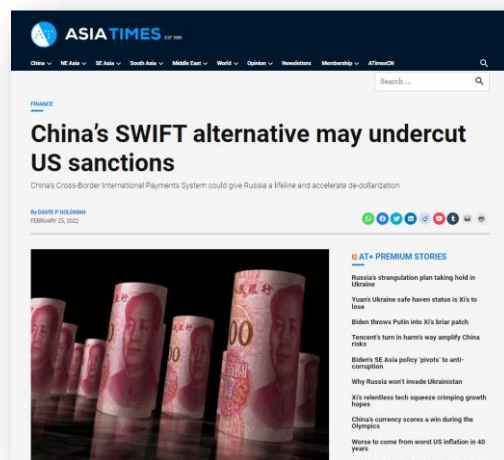 ASIATIMES EST 1995
China NE Asia SE Asia South Asia Middle East World Opinion Newsletters Membership ATimesCN
Search ...
FINANCE
China's SWIFT alternative may undercut
US sanctions
China's Cross-Border International Payments System could give Russia a lifeline and accelerate de-dollarization
By DAVID P GOLDMAN
FEBRUARY 25, 2022
AT+ PREMIUM STORIES
Russia's strangulation plan taking hold in
Ukraine
Yuan's Ukraine safe haven status is Xi's to
lose
Biden throws Putin into Xi's briar patch
Tencent's turn in harm's way amplify China
risks
Biden's SE Asia policy 'pivots' to anti-
corruption
Why Russia won't invade Ukrainistan
Xi's relentless tech squeeze crimping growth
hopes
China's currency scores a win during the
Olympics
Worse to come from worst US inflation in 40
years